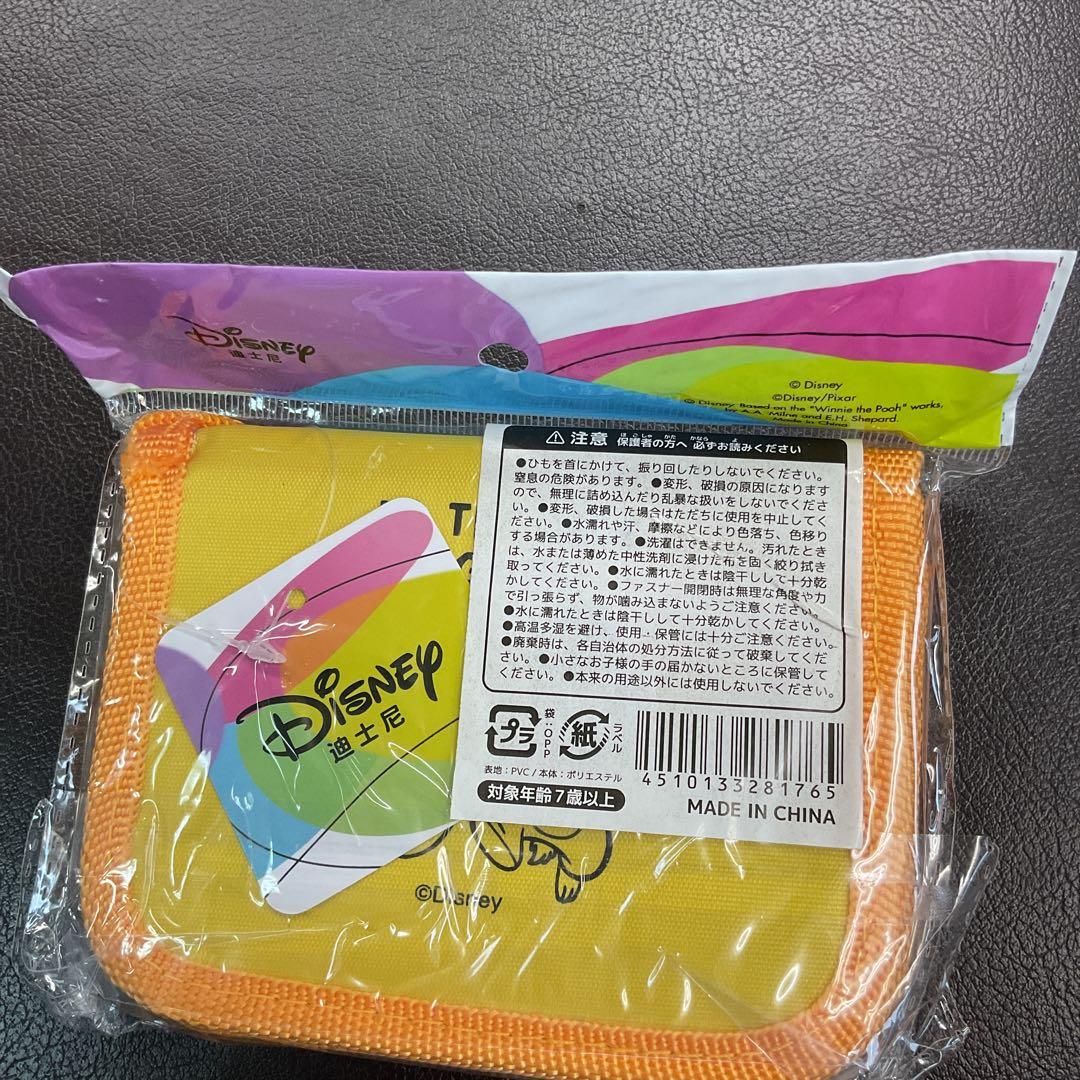 Disney
迪士尼
© Disney
©Disney/Pixar
© Disney Based on the "Winnie the Pooh" works,
by A.A. Milne and E.H. Shepard.
Made in China
⚠注意 保護者の方へ 必ずお読みください
ほごしゃ かた かなら よ
●ひもを首にかけて、振り回したりしないでください。
窒息の危険があります。●変形、破損の原因になります
ので、無理に詰め込んだり乱暴な扱いをしないでくださ
い。●変形、破損した場合はただちに使用を中止してく
ださい。●水濡れや汗、摩擦などにより色落ち、色移り
する場合があります。●洗濯はできません。汚れたとき
は、水または薄めた中性洗剤に浸けた布を固く絞り拭き
取ってください。●水に濡れたときは陰干しして十分乾
かしてください。●ファスナー開閉時は無理な角度や力
で引っ張らず、物が噛み込まないようご注意ください。
●水に濡れたときは陰干しして十分乾かしてください。
●高温多湿を避け、使用・保管には十分ご注意ください。
●廃棄時は、各自治体の処分方法に従って破棄してくだ
さい。●小さなお子様の手の届かないところに保管して
ください。●本来の用途以外には使用しないでください。
プラ
袋:OPP
紙
ラベル
表地:PVC/本体:ポリエステル
対象年齢7歳以上
4510133281765
MADE IN CHINA
Disney
迪士尼
©Disney